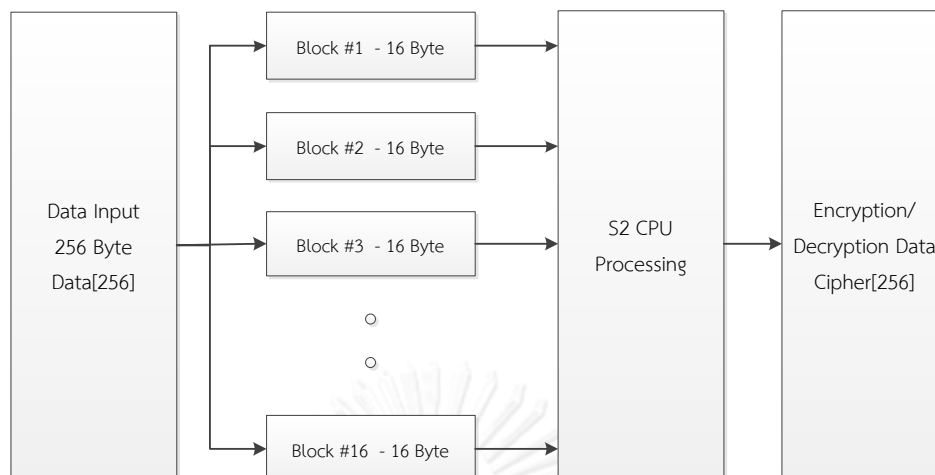 Data Input
256 Byte
Data[256]
Block #1  - 16 Byte
Block #2  - 16 Byte
Block #3  - 16 Byte
Block #16  - 16 Byte
S2 CPU
Processing
Encryption/
Decryption Data
Cipher[256]